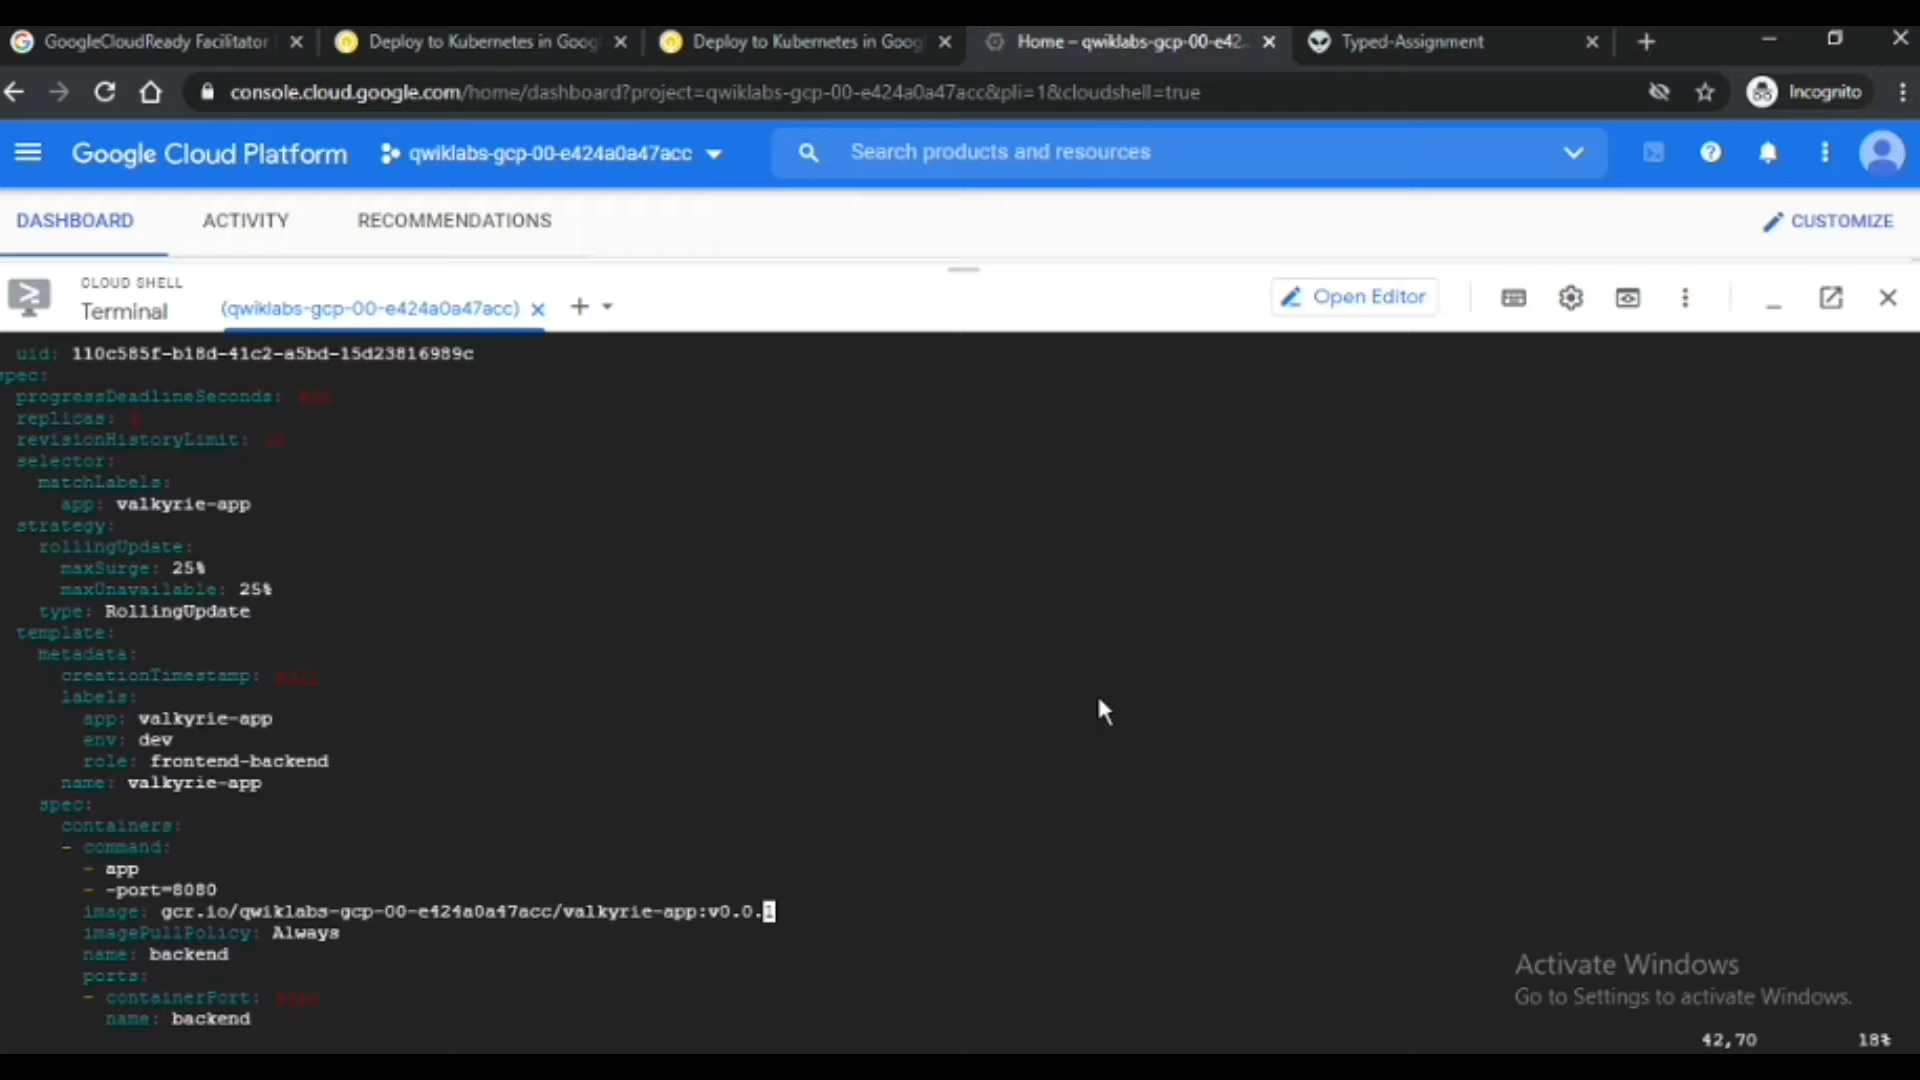 GoogleCloudReady Facilitator
Deploy to Kubernetes in Goog
Deploy to Kubernetes in Goog
Home – qwiklabs-gcp-00-e42
Typed-Assignment
console.cloud.google.com/home/dashboard?project=qwiklabs-gcp-00-e424a0a47acc&pli=1&cloudshell=true
Incognito
Google Cloud Platform
qwiklabs-gcp-00-e424a0a47acc
Search products and resources
DASHBOARD
ACTIVITY
RECOMMENDATIONS
CUSTOMIZE
CLOUD SHELL
Terminal
(qwiklabs-gcp-00-e424a0a47acc)
Open Editor
uid: 110c585f-b18d-41c2-a5bd-15d23816989c
spec:
progressDeadlineSeconds:
replicas:
revisionHistoryLimit:
selector:
matchLabels:
app: valkyrie-app
strategy:
rollingUpdate:
maxSurge: 25%
maxUnavailable: 25%
type: RollingUpdate
template:
metadata:
creationTimestamp: null
labels:
app: valkyrie-app
env: dev
role: frontend-backend
name: valkyrie-app
spec:
containers:
- command:
- app
- -port=8080
image: gcr.io/qwiklabs-gcp-00-e424a0a47acc/valkyrie-app:v0.0.1
imagePullPolicy: Always
name: backend
ports:
- containerPort:
name: backend
Activate Windows
Go to Settings to activate Windows.
42,70
18%